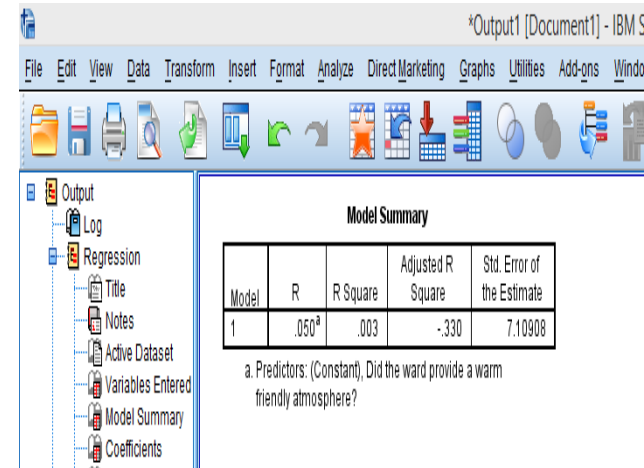 *Output1 [Document1] - IBM S
File Edit View Data Transform Insert Format Analyze Direct Marketing Graphs Utilities Add-ons Windo
Output
Log
Regression
Title
Notes
Active Dataset
Variables Entered
Model Summary
Coefficients
Model Summary
Model R R Square Adjusted R Square Std. Error of the Estimate
1 .050a .003 -.330 7.10908
a. Predictors: (Constant), Did the ward provide a warm
friendly atmosphere?